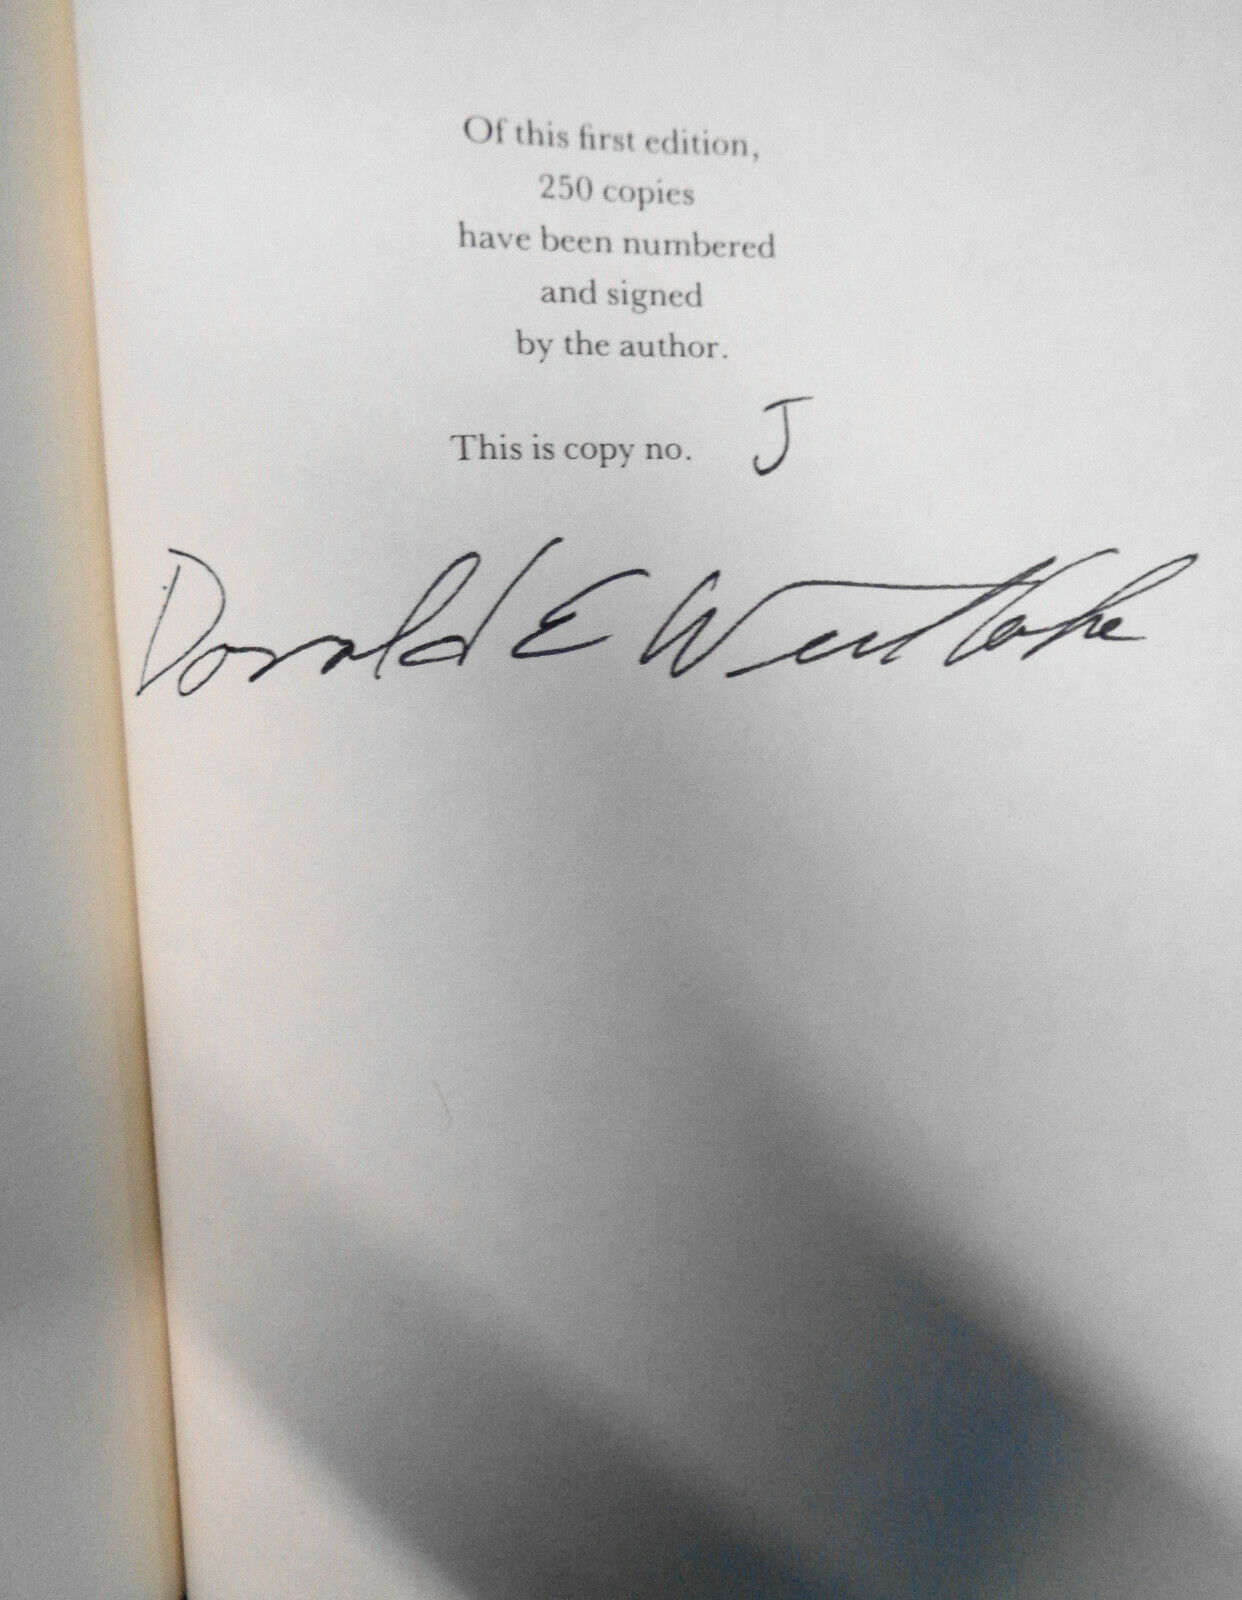 Of this first edition,
250 copies
have been numbered
and signed
by the author.
This is copy no. J
Donald E Westlake